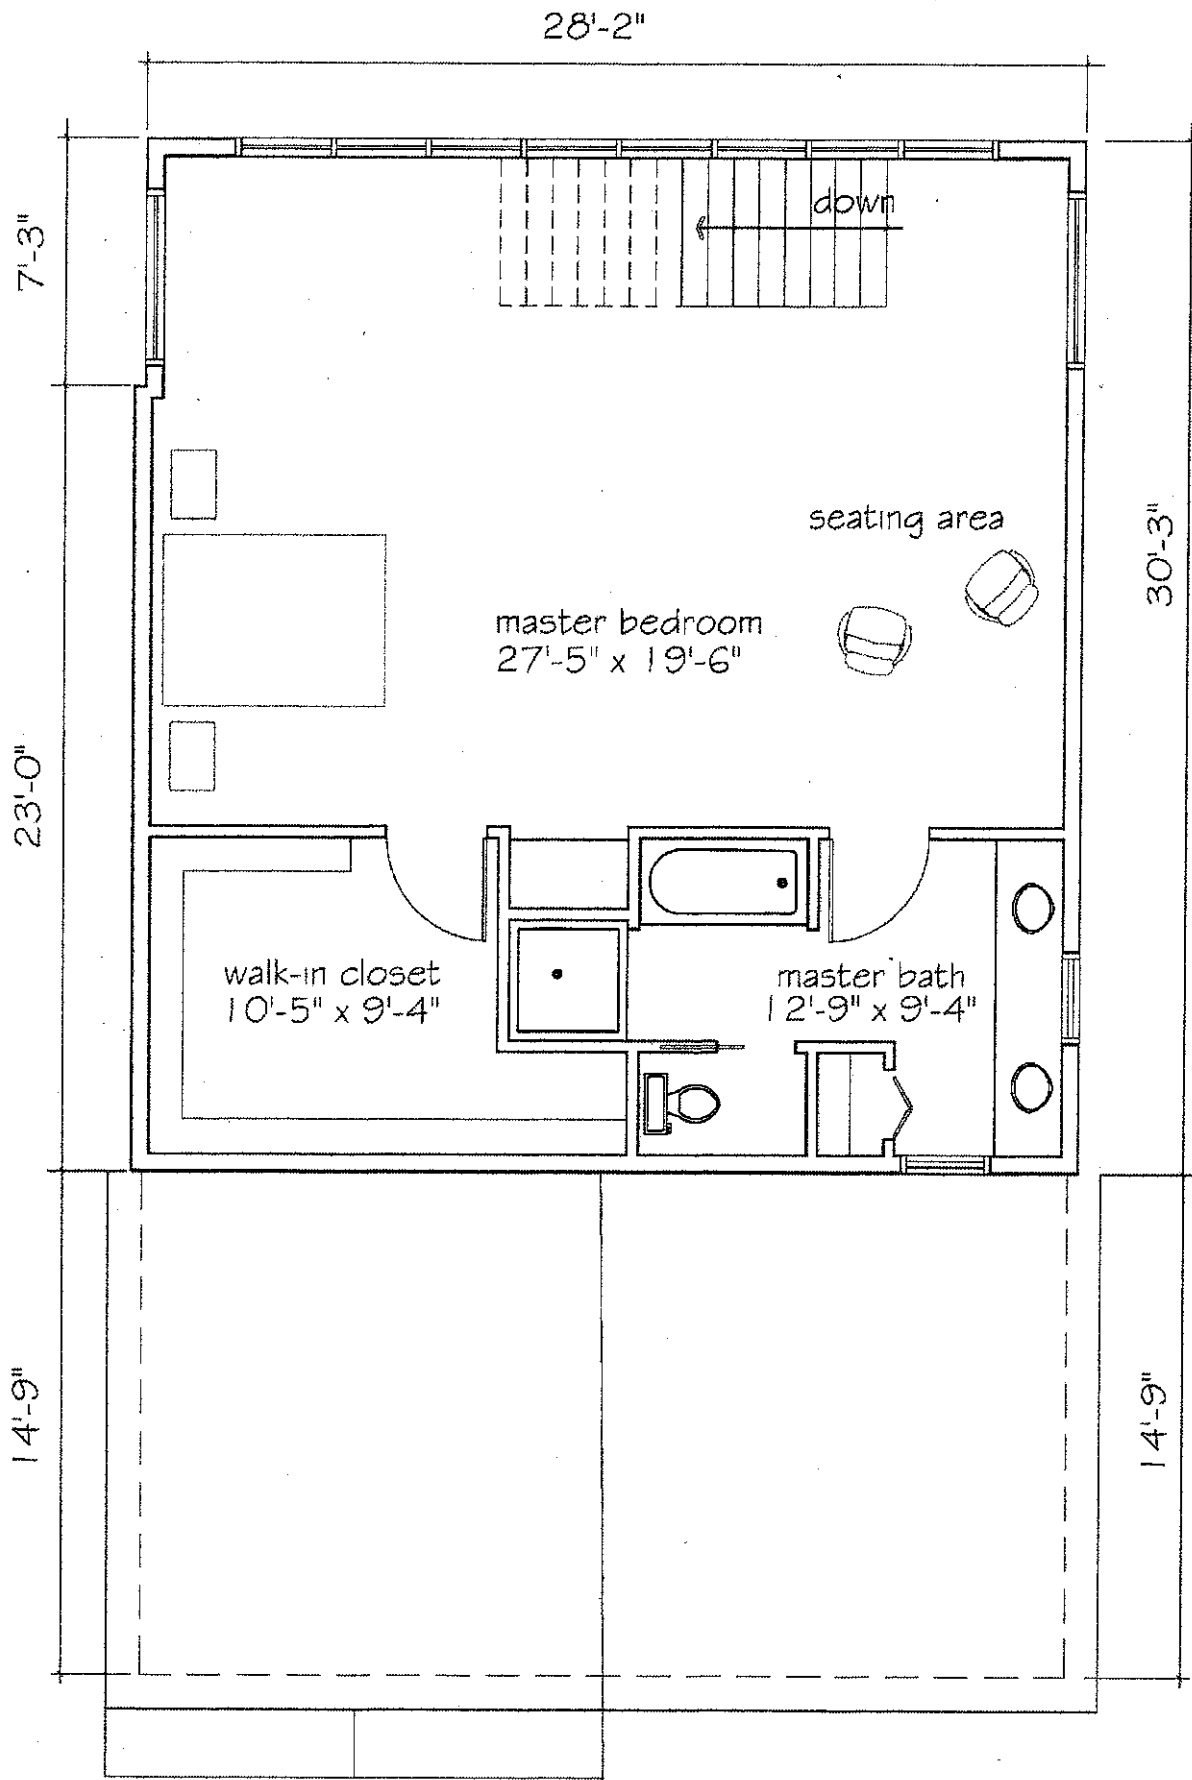 28'-2"
down
7'-3"
seating area
30'-3"
master bedroom
27'-5" x 19'-6"
23'-0"
walk-in closet
10'-5" x 9'-4"
master bath
12'-9" x 9'-4"
14'-9"
14'-9"